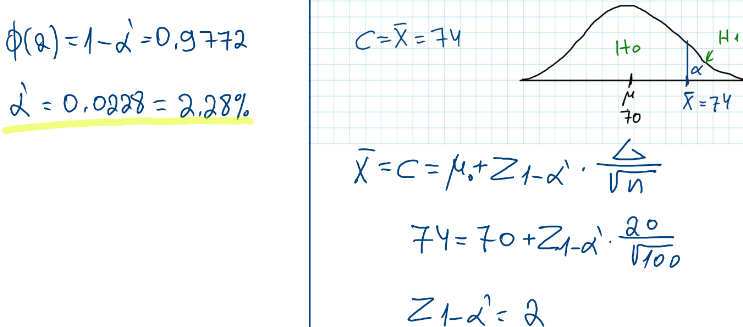 ϕ(2) = 1-α' = 0.9772
α' = 0.0228 = 2.28%
C = X̄ = 74
H0
H1
α
μ
70
X̄ = 74
X̄ = C = μ0 + Z1-α' · σ/√n
74 = 70 + Z1-α' · 20/√100
Z1-α' = 2